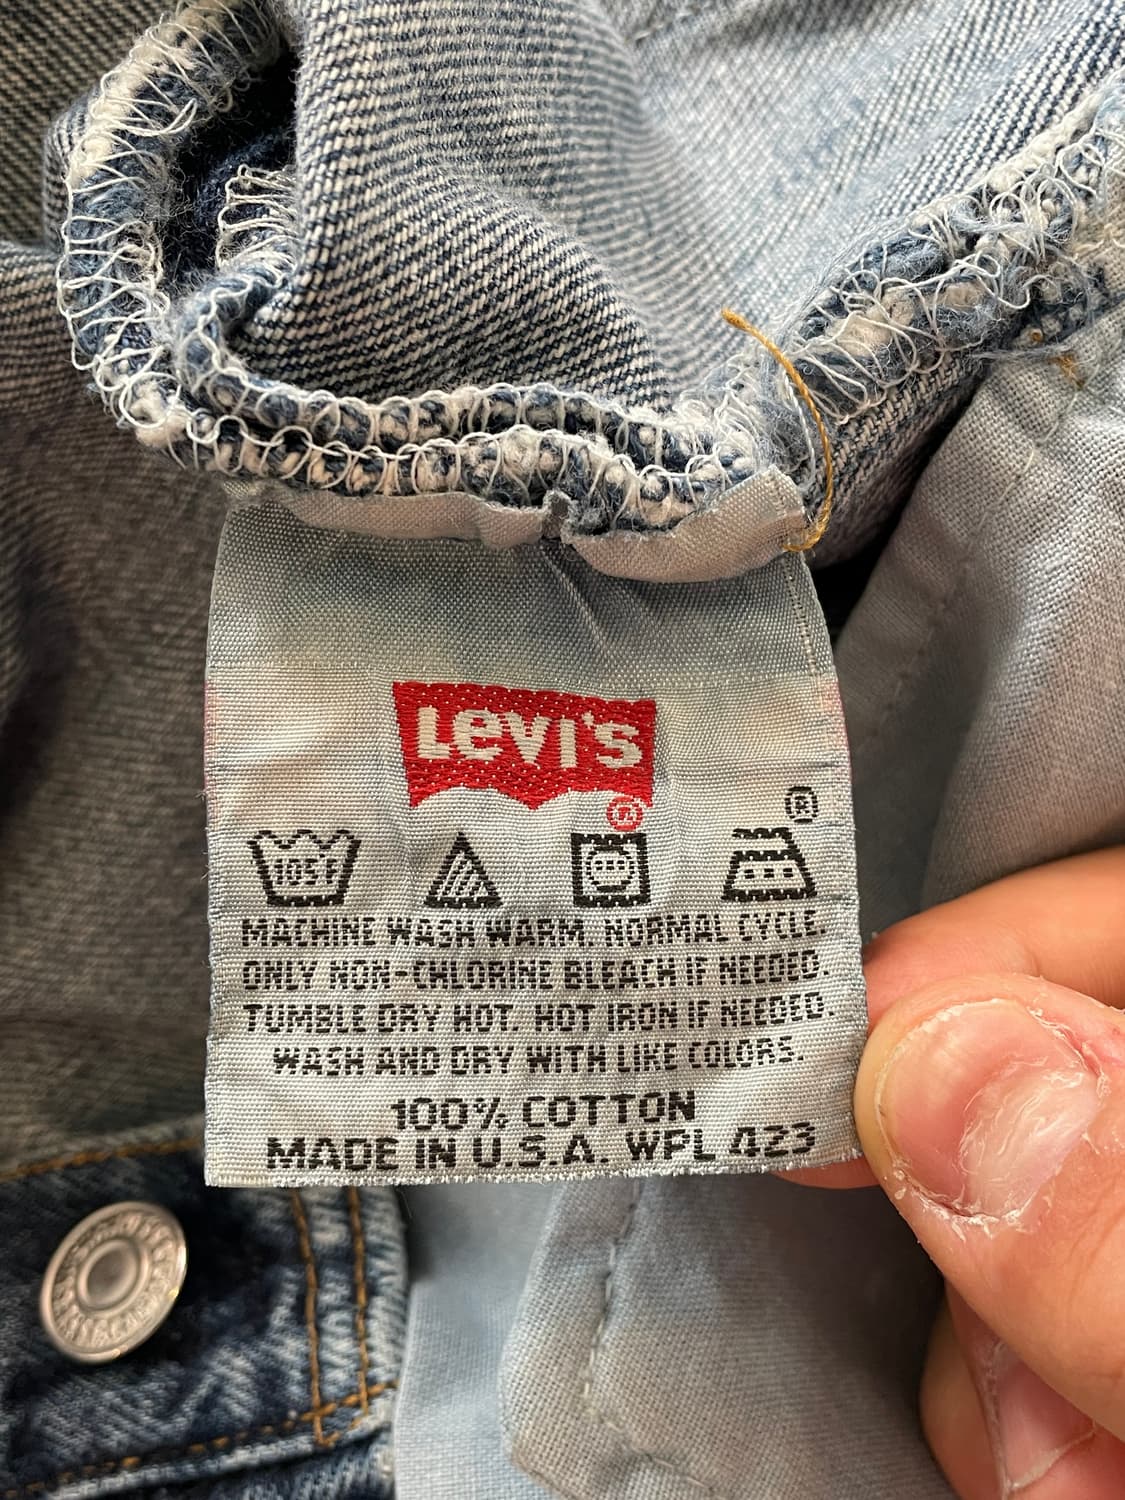 LEVI'S
®
®
105F
MACHINE WASH WARM. NORMAL CYCLE.
ONLY NON-CHLORINE BLEACH IF NEEDED.
TUMBLE DRY HOT. HOT IRON IF NEEDED.
WASH AND DRY WITH LIKE COLORS.
100% COTTON
MADE IN U.S.A. WPL 423